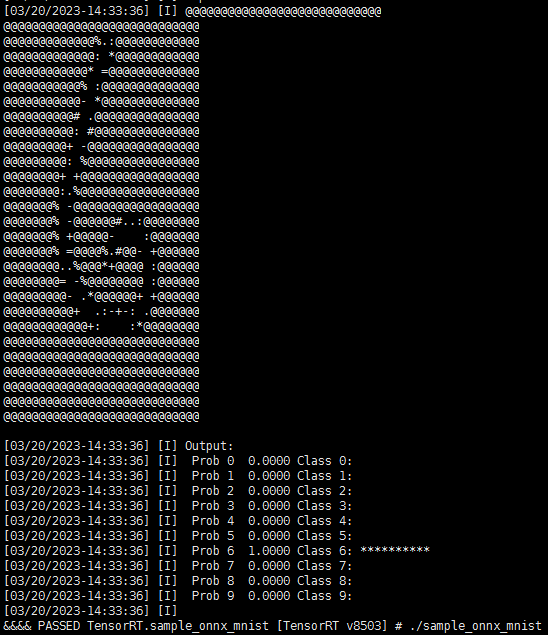 [03/20/2023-14:33:36] [I] @@@@@@@@@@@@@@@@@@@@@@@@@@@@
@@@@@@@@@@@@@@@@@@@@@@@@@@@@
@@@@@@@@@@@@@%.:@@@@@@@@@@@@
@@@@@@@@@@@@@: *@@@@@@@@@@@@
@@@@@@@@@@@@* =@@@@@@@@@@@@@
@@@@@@@@@@@% :@@@@@@@@@@@@@@
@@@@@@@@@@@- *@@@@@@@@@@@@@@
@@@@@@@@@@# .@@@@@@@@@@@@@@@
@@@@@@@@@@: #@@@@@@@@@@@@@@@
@@@@@@@@@+ -@@@@@@@@@@@@@@@@
@@@@@@@@@: %@@@@@@@@@@@@@@@@
@@@@@@@@+ +@@@@@@@@@@@@@@@@@
@@@@@@@@:.%@@@@@@@@@@@@@@@@@
@@@@@@@% -@@@@@@@@@@@@@@@@@@
@@@@@@@% -@@@@@@#..:@@@@@@@@
@@@@@@@% +@@@@@-    :@@@@@@@
@@@@@@@% =@@@@%.#@@- +@@@@@@
@@@@@@@@..%@@@*+@@@@ :@@@@@@
@@@@@@@@= -%@@@@@@@@ :@@@@@@
@@@@@@@@@- .*@@@@@@+ +@@@@@@
@@@@@@@@@@+  .:-+-: .@@@@@@@
@@@@@@@@@@@@+:    :*@@@@@@@@
@@@@@@@@@@@@@@@@@@@@@@@@@@@@
@@@@@@@@@@@@@@@@@@@@@@@@@@@@
@@@@@@@@@@@@@@@@@@@@@@@@@@@@
@@@@@@@@@@@@@@@@@@@@@@@@@@@@
@@@@@@@@@@@@@@@@@@@@@@@@@@@@
@@@@@@@@@@@@@@@@@@@@@@@@@@@@
[03/20/2023-14:33:36] [I] Output:
[03/20/2023-14:33:36] [I]  Prob 0  0.0000 Class 0:
[03/20/2023-14:33:36] [I]  Prob 1  0.0000 Class 1:
[03/20/2023-14:33:36] [I]  Prob 2  0.0000 Class 2:
[03/20/2023-14:33:36] [I]  Prob 3  0.0000 Class 3:
[03/20/2023-14:33:36] [I]  Prob 4  0.0000 Class 4:
[03/20/2023-14:33:36] [I]  Prob 5  0.0000 Class 5:
[03/20/2023-14:33:36] [I]  Prob 6  1.0000 Class 6: **********
[03/20/2023-14:33:36] [I]  Prob 7  0.0000 Class 7:
[03/20/2023-14:33:36] [I]  Prob 8  0.0000 Class 8:
[03/20/2023-14:33:36] [I]  Prob 9  0.0000 Class 9:
[03/20/2023-14:33:36] [I]
&&&& PASSED TensorRT.sample_onnx_mnist [TensorRT v8503] # ./sample_onnx_mnist